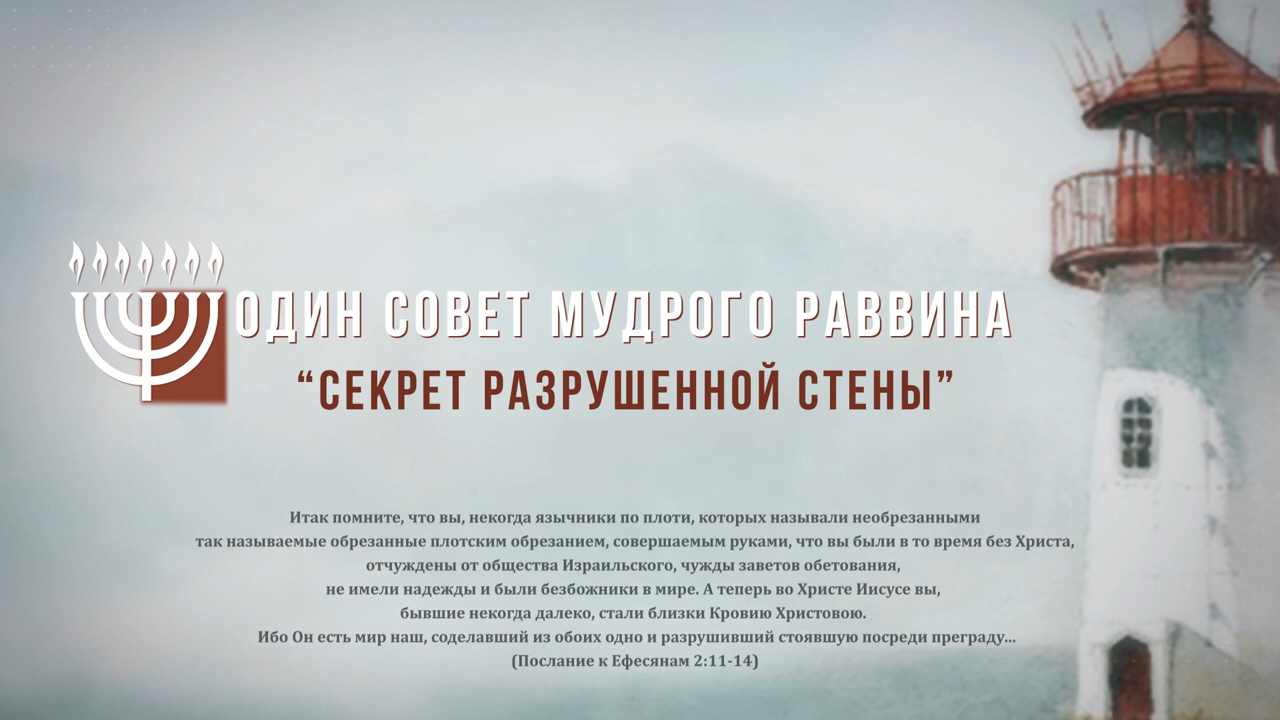 ОДИН СОВЕТ МУДРОГО РАВВИНА
“СЕКРЕТ РАЗРУШЕННОЙ СТЕНЫ”
Итак помните, что вы, некогда язычники по плоти, которых называли необрезанными
так называемые обрезанные плотским обрезанием, совершаемым руками, что вы были в то время без Христа,
отчуждены от общества Израильского, чужды заветов обетования,
не имели надежды и были безбожники в мире. А теперь во Христе Иисусе вы,
бывшие некогда далеко, стали близки Кровию Христовою.
Ибо Он есть мир наш, соделавший из обоих одно и разрушивший стоявшую посреди преграду...
(Послание к Ефесянам 2:11-14)